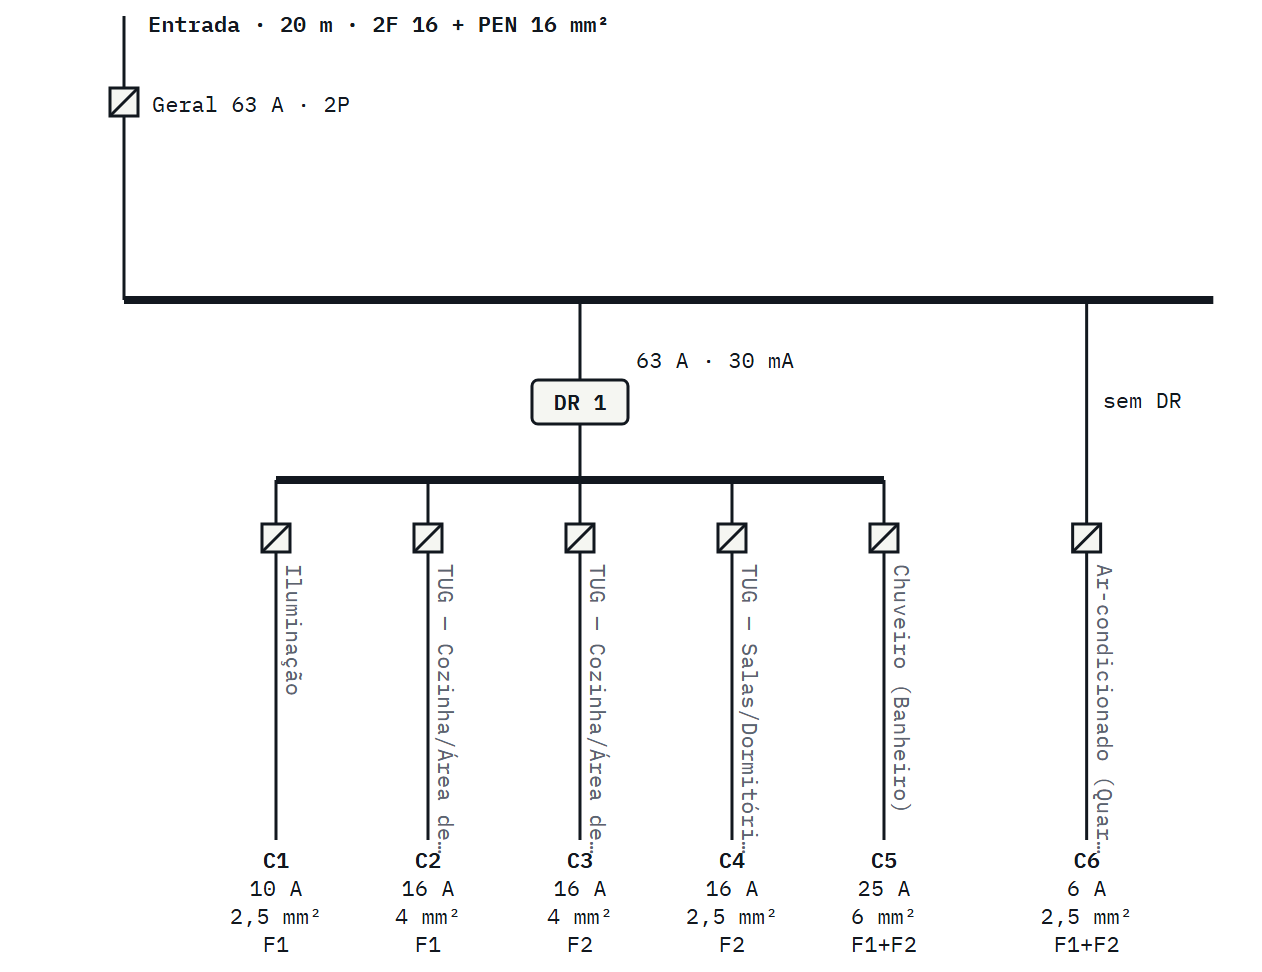 Entrada · 20 m · 2F 16 + PEN 16 mm²
Geral 63 A · 2P
63 A · 30 mA
DR 1
sem DR
Iluminação
TUG — Cozinha/Área de…
TUG — Cozinha/Área de…
TUG — Salas/Dormitóri…
Chuveiro (Banheiro)
Ar-condicionado (Quar…
C1
10 A
2,5 mm²
F1
C2
16 A
4 mm²
F1
C3
16 A
4 mm²
F2
C4
16 A
2,5 mm²
F2
C5
25 A
6 mm²
F1+F2
C6
6 A
2,5 mm²
F1+F2